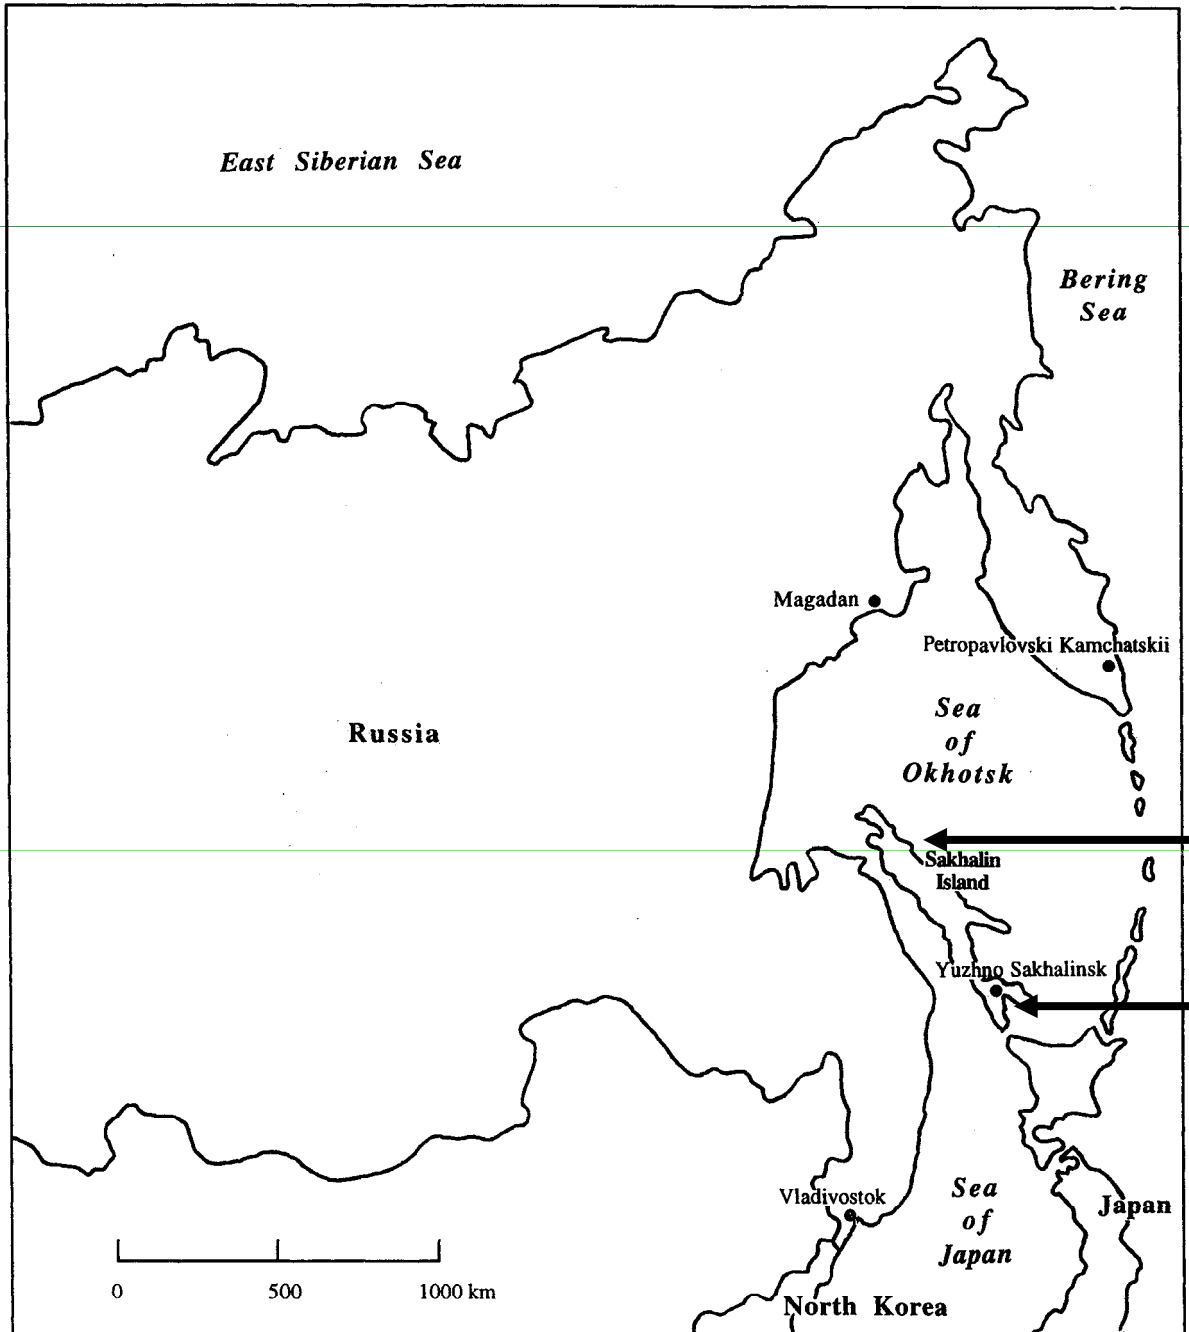 East Siberian Sea
Bering
Sea
Magadan
Petropavlovski Kamchatskii
Sea
of
Okhotsk
Russia
Sakhalin
Island
Yuzhno Sakhalinsk
Vladivostok
Sea
of
Japan
Japan
0 500 1000 km
North Korea